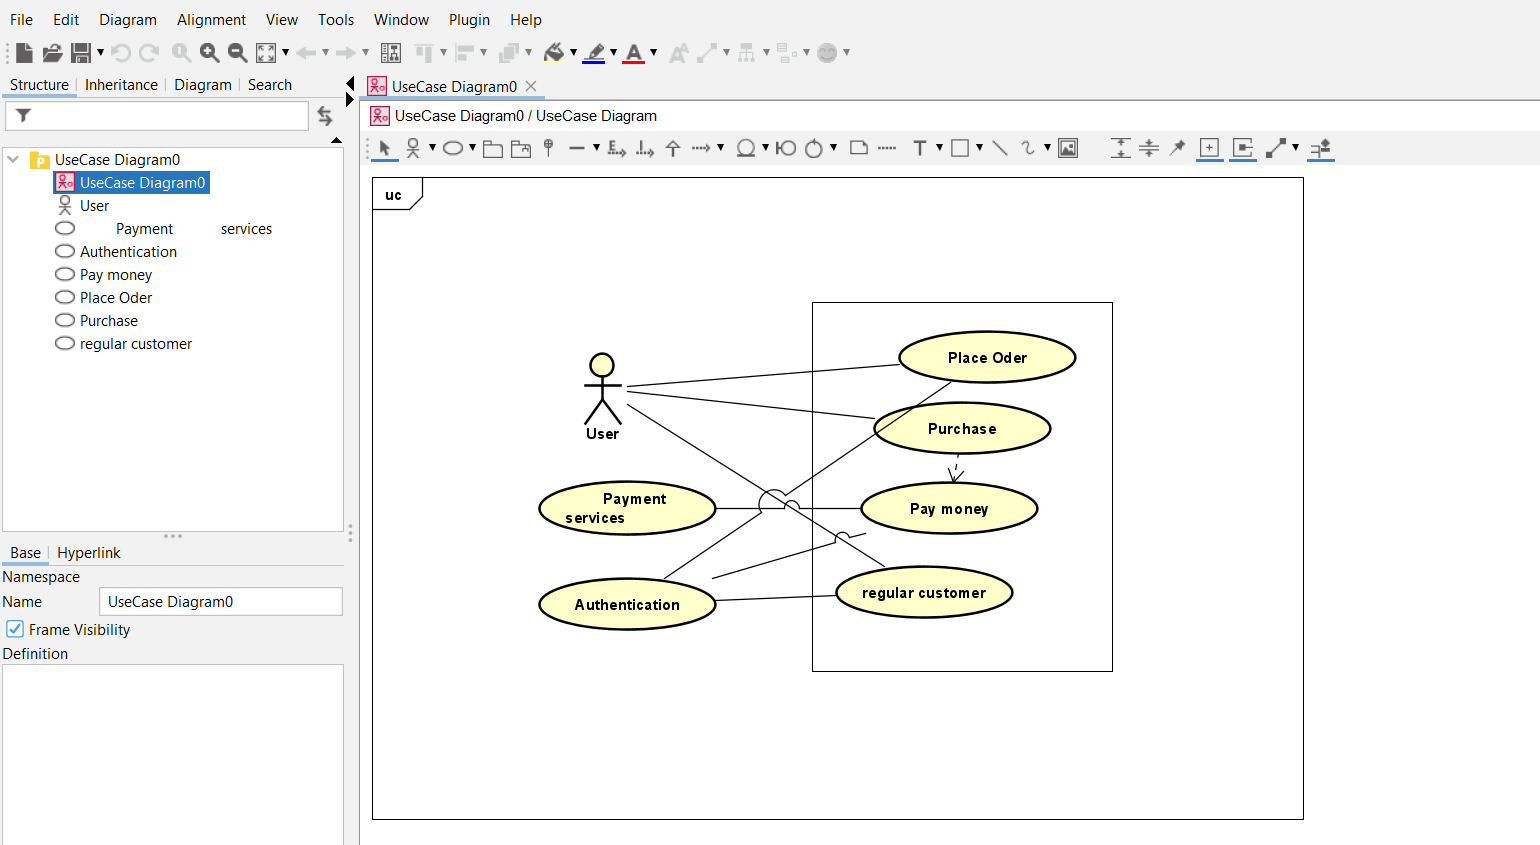 File Edit Diagram Alignment View Tools Window Plugin Help
Structure Inheritance Diagram Search
UseCase Diagram0
UseCase Diagram0
User
Payment services
Authentication
Pay money
Place Oder
Purchase
regular customer
Base Hyperlink
Namespace
Name UseCase Diagram0
Frame Visibility
Definition
UseCase Diagram0
UseCase Diagram0 / UseCase Diagram
uc
Place Oder
Purchase
User
Payment
services
Pay money
regular customer
Authentication